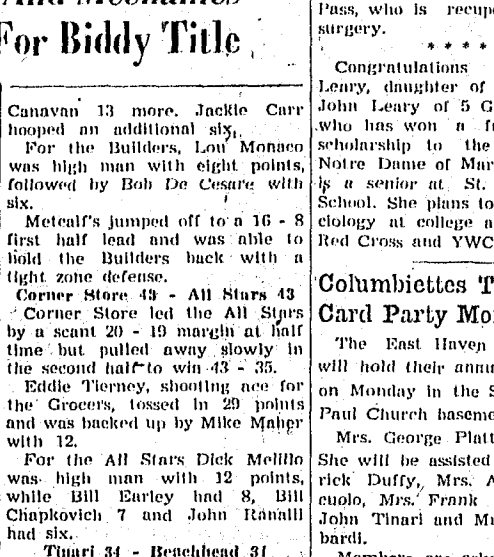 And Mechanics
For Biddy Title
Canavan 13 more. Jackie Carr
hooped an additional six.
For the Builders, Lou Monaco
was high man with eight points,
followed by Bob De Cesare with
six.
Metcalf's jumped off to a 16 - 8
first half lead and was able to
hold the Builders back with a
tight zone defense.
Corner Store 49 - All Stars 43
Corner Store led the All Stars
by a scant 20 - 19 margin at half
time but pulled away slowly in
the second half to win 43 - 35.
Eddie Tierney, shooting ace for
the Grocers, tossed in 29 points
and was backed up by Mike Maher
with 12.
For the All Stars Dick Melillo
was high man with 12 points,
while Bill Earley had 8, Bill
Chapkovich 7 and John Ranalli
had six.
Tinari 34 - Beachhead 31
Pass, who is recup
surgery.
* * * *
Congratulations
Leary, daughter of
John Leary of 5 G
who has won a f
scholarship to the
Notre Dame of Mar
is a senior at St.
School. She plans to
ciology at college a
Red Cross and YWC
Columbiettes T
Card Party Mo
The East Haven
will hold their annu
on Monday in the S
Paul Church baseme
Mrs. George Platt
She will be assisted
rick Duffy, Mrs. A
cuolo, Mrs. Frank
John Tinari and M
bardi.